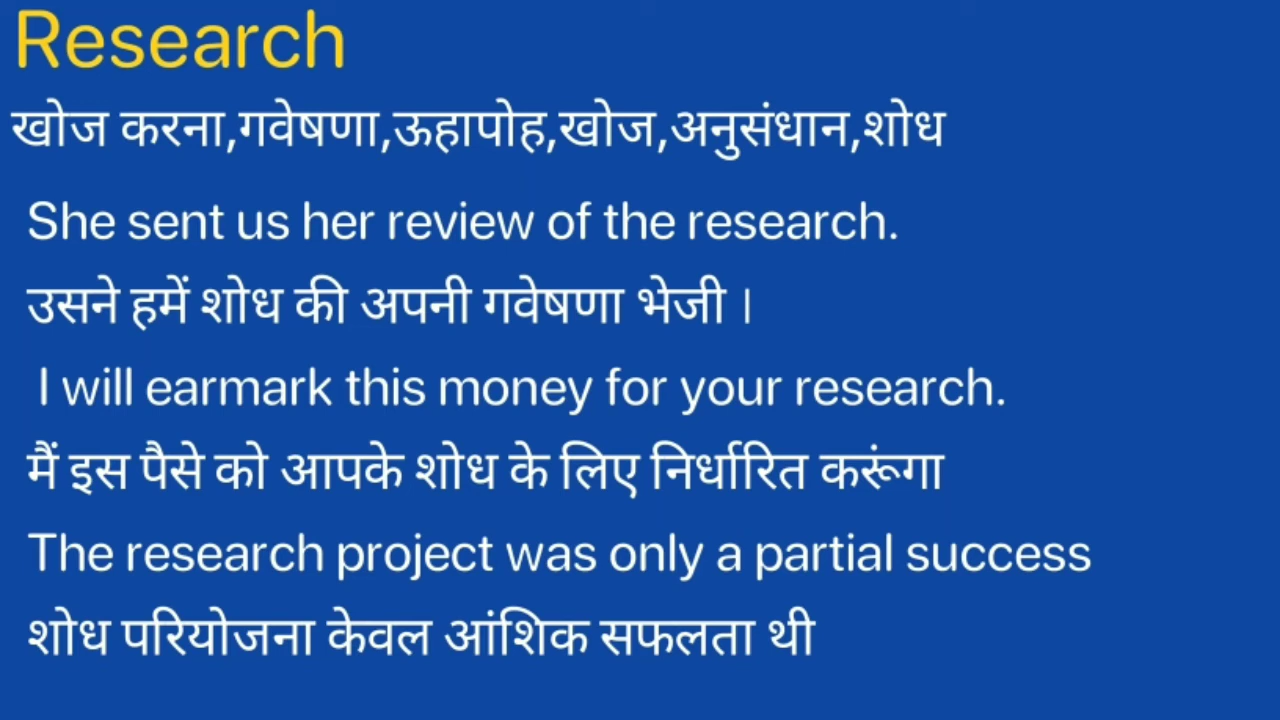 Research
खोज करना,गवेषणा,ऊहापोह,खोज,अनुसंधान,शोध
She sent us her review of the research.
उसने हमें शोध की अपनी गवेषणा भेजी ।
I will earmark this money for your research.
मैं इस पैसे को आपके शोध के लिए निर्धारित करूंगा
The research project was only a partial success
शोध परियोजना केवल आंशिक सफलता थी